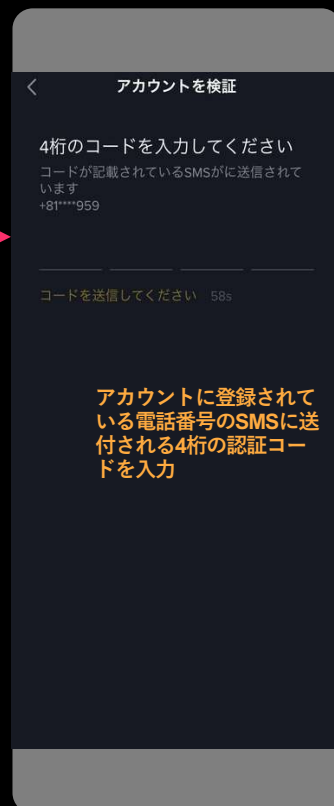 アカウントを検証
4桁のコードを入力してください
コードが記載されているSMSがに送信されて
います
+81****959
コードを送信してください 58s
アカウントに登録されて
いる電話番号のSMSに送
付される4桁の認証コー
ドを入力